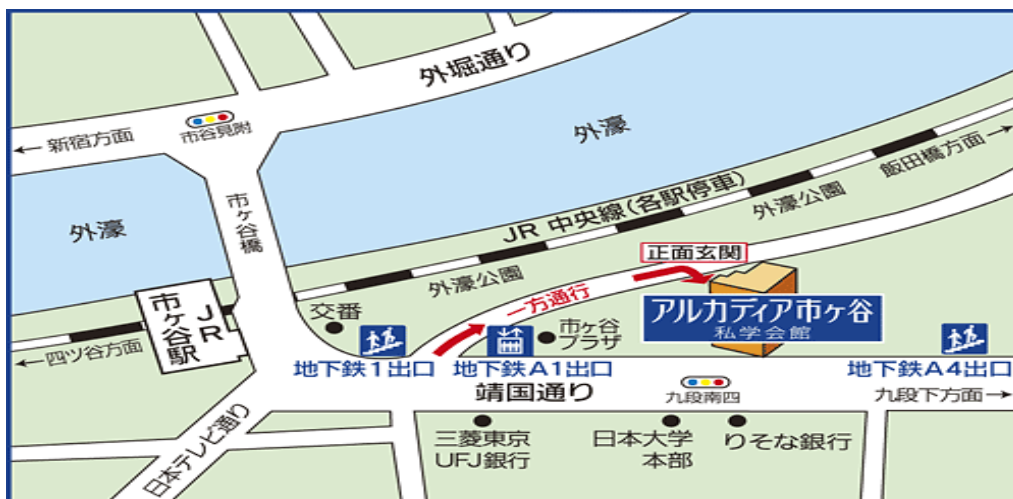 外堀通り
← 新宿方面
市谷見附
外濠
飯田橋方面 →
外濠
市ヶ谷橋
JR 中央線(各駅停車)
外濠公園
正面玄関
外濠公園
JR
市ヶ谷駅
交番
一方通行
市ヶ谷
プラザ
アルカディア市ヶ谷
私学会館
← 四ツ谷方面
地下鉄1出口
地下鉄A1出口
地下鉄A4出口
靖国通り
九段南四
九段下方面 →
日本テレビ通り
三菱東京
UFJ銀行
日本大学
本部
りそな銀行